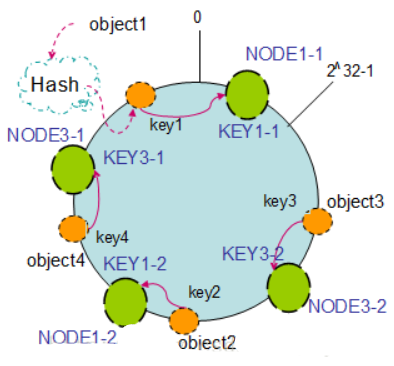 object1
0
NODE1-1
2^32-1
Hash
key1
KEY1-1
NODE3-1
KEY3-1
key3
object3
key4
object4
KEY1-2
KEY3-2
key2
NODE3-2
NODE1-2
object2